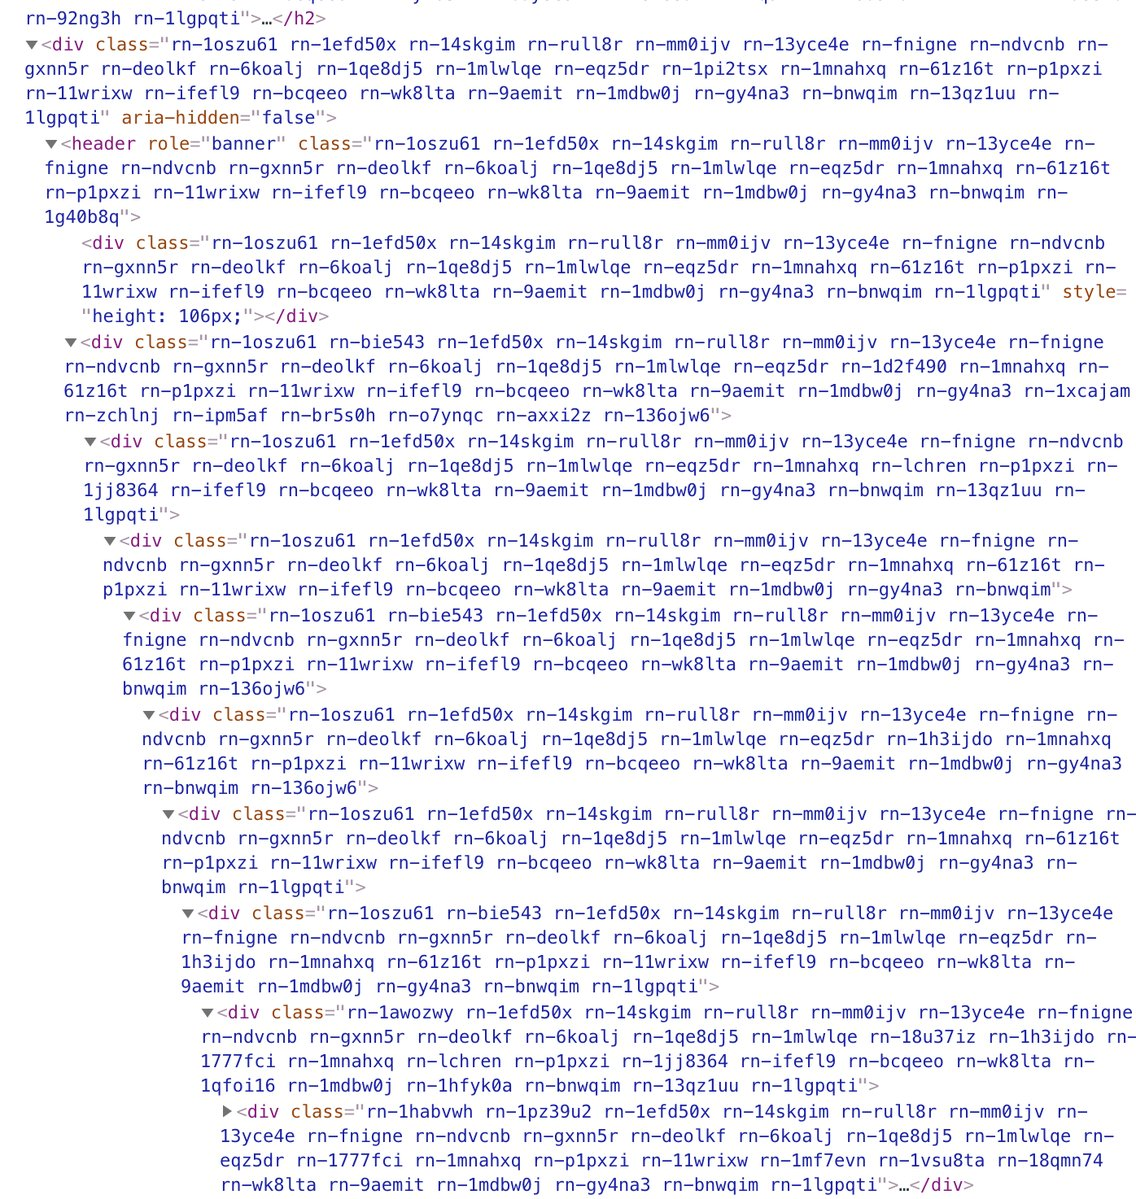 rn-92ng3h rn-1lgpqti">…</h2>
▼<div class="rn-1oszu61 rn-1efd50x rn-14skgim rn-rull8r rn-mm0ijv rn-13yce4e rn-fnigne rn-ndvcnb rn-
gxnn5r rn-deolkf rn-6koalj rn-1qe8dj5 rn-1mlwlqe rn-eqz5dr rn-1pi2tsx rn-1mnahxq rn-61z16t rn-p1pxzi
rn-11wrixw rn-ifefl9 rn-bcqeeo rn-wk8lta rn-9aemit rn-1mdbw0j rn-gy4na3 rn-bnwqim rn-13qz1uu rn-
1lgpqti" aria-hidden="false">
▼<header role="banner" class="rn-1oszu61 rn-1efd50x rn-14skgim rn-rull8r rn-mm0ijv rn-13yce4e rn-
fnigne rn-ndvcnb rn-gxnn5r rn-deolkf rn-6koalj rn-1qe8dj5 rn-1mlwlqe rn-eqz5dr rn-1mnahxq rn-61z16t
rn-p1pxzi rn-11wrixw rn-ifefl9 rn-bcqeeo rn-wk8lta rn-9aemit rn-1mdbw0j rn-gy4na3 rn-bnwqim rn-
1g40b8q">
<div class="rn-1oszu61 rn-1efd50x rn-14skgim rn-rull8r rn-mm0ijv rn-13yce4e rn-fnigne rn-ndvcnb
rn-gxnn5r rn-deolkf rn-6koalj rn-1qe8dj5 rn-1mlwlqe rn-eqz5dr rn-1mnahxq rn-61z16t rn-p1pxzi rn-
11wrixw rn-ifefl9 rn-bcqeeo rn-wk8lta rn-9aemit rn-1mdbw0j rn-gy4na3 rn-bnwqim rn-1lgpqti" style=
"height: 106px;"></div>
▼<div class="rn-1oszu61 rn-bie543 rn-1efd50x rn-14skgim rn-rull8r rn-mm0ijv rn-13yce4e rn-fnigne
rn-ndvcnb rn-gxnn5r rn-deolkf rn-6koalj rn-1qe8dj5 rn-1mlwlqe rn-eqz5dr rn-1d2f490 rn-1mnahxq rn-
61z16t rn-p1pxzi rn-11wrixw rn-ifefl9 rn-bcqeeo rn-wk8lta rn-9aemit rn-1mdbw0j rn-gy4na3 rn-1xcajam
rn-zchlnj rn-ipm5af rn-br5s0h rn-o7ynqc rn-axxi2z rn-136ojw6">
▼<div class="rn-1oszu61 rn-1efd50x rn-14skgim rn-rull8r rn-mm0ijv rn-13yce4e rn-fnigne rn-ndvcnb
rn-gxnn5r rn-deolkf rn-6koalj rn-1qe8dj5 rn-1mlwlqe rn-eqz5dr rn-1mnahxq rn-lchren rn-p1pxzi rn-
1jj8364 rn-ifefl9 rn-bcqeeo rn-wk8lta rn-9aemit rn-1mdbw0j rn-gy4na3 rn-bnwqim rn-13qz1uu rn-
1lgpqti">
▼<div class="rn-1oszu61 rn-1efd50x rn-14skgim rn-rull8r rn-mm0ijv rn-13yce4e rn-fnigne rn-
ndvcnb rn-gxnn5r rn-deolkf rn-6koalj rn-1qe8dj5 rn-1mlwlqe rn-eqz5dr rn-1mnahxq rn-61z16t rn-
p1pxzi rn-11wrixw rn-ifefl9 rn-bcqeeo rn-wk8lta rn-9aemit rn-1mdbw0j rn-gy4na3 rn-bnwqim">
▼<div class="rn-1oszu61 rn-bie543 rn-1efd50x rn-14skgim rn-rull8r rn-mm0ijv rn-13yce4e rn-
fnigne rn-ndvcnb rn-gxnn5r rn-deolkf rn-6koalj rn-1qe8dj5 rn-1mlwlqe rn-eqz5dr rn-1mnahxq rn-
61z16t rn-p1pxzi rn-11wrixw rn-ifefl9 rn-bcqeeo rn-wk8lta rn-9aemit rn-1mdbw0j rn-gy4na3 rn-
bnwqim rn-136ojw6">
▼<div class="rn-1oszu61 rn-1efd50x rn-14skgim rn-rull8r rn-mm0ijv rn-13yce4e rn-fnigne rn-
ndvcnb rn-gxnn5r rn-deolkf rn-6koalj rn-1qe8dj5 rn-1mlwlqe rn-eqz5dr rn-1h3ijdo rn-1mnahxq
rn-61z16t rn-p1pxzi rn-11wrixw rn-ifefl9 rn-bcqeeo rn-wk8lta rn-9aemit rn-1mdbw0j rn-gy4na3
rn-bnwqim rn-136ojw6">
▼<div class="rn-1oszu61 rn-1efd50x rn-14skgim rn-rull8r rn-mm0ijv rn-13yce4e rn-fnigne rn-
ndvcnb rn-gxnn5r rn-deolkf rn-6koalj rn-1qe8dj5 rn-1mlwlqe rn-eqz5dr rn-1mnahxq rn-61z16t
rn-p1pxzi rn-11wrixw rn-ifefl9 rn-bcqeeo rn-wk8lta rn-9aemit rn-1mdbw0j rn-gy4na3 rn-
bnwqim rn-1lgpqti">
▼<div class="rn-1oszu61 rn-bie543 rn-1efd50x rn-14skgim rn-rull8r rn-mm0ijv rn-13yce4e
rn-fnigne rn-ndvcnb rn-gxnn5r rn-deolkf rn-6koalj rn-1qe8dj5 rn-1mlwlqe rn-eqz5dr rn-
1h3ijdo rn-1mnahxq rn-61z16t rn-p1pxzi rn-11wrixw rn-ifefl9 rn-bcqeeo rn-wk8lta rn-
9aemit rn-1mdbw0j rn-gy4na3 rn-bnwqim rn-1lgpqti">
▼<div class="rn-1awozwy rn-1efd50x rn-14skgim rn-rull8r rn-mm0ijv rn-13yce4e rn-fnigne
rn-ndvcnb rn-gxnn5r rn-deolkf rn-6koalj rn-1qe8dj5 rn-1mlwlqe rn-18u37iz rn-1h3ijdo rn-
1777fci rn-1mnahxq rn-lchren rn-p1pxzi rn-1jj8364 rn-ifefl9 rn-bcqeeo rn-wk8lta rn-
1qfoi16 rn-1mdbw0j rn-1hfyk0a rn-bnwqim rn-13qz1uu rn-1lgpqti">
▶<div class="rn-1habvwh rn-1pz39u2 rn-1efd50x rn-14skgim rn-rull8r rn-mm0ijv rn-
13yce4e rn-fnigne rn-ndvcnb rn-gxnn5r rn-deolkf rn-6koalj rn-1qe8dj5 rn-1mlwlqe rn-
eqz5dr rn-1777fci rn-1mnahxq rn-p1pxzi rn-11wrixw rn-1mf7evn rn-1vsu8ta rn-18qmn74
rn-wk8lta rn-9aemit rn-1mdbw0j rn-gy4na3 rn-bnwqim rn-1lgpqti">…</div>